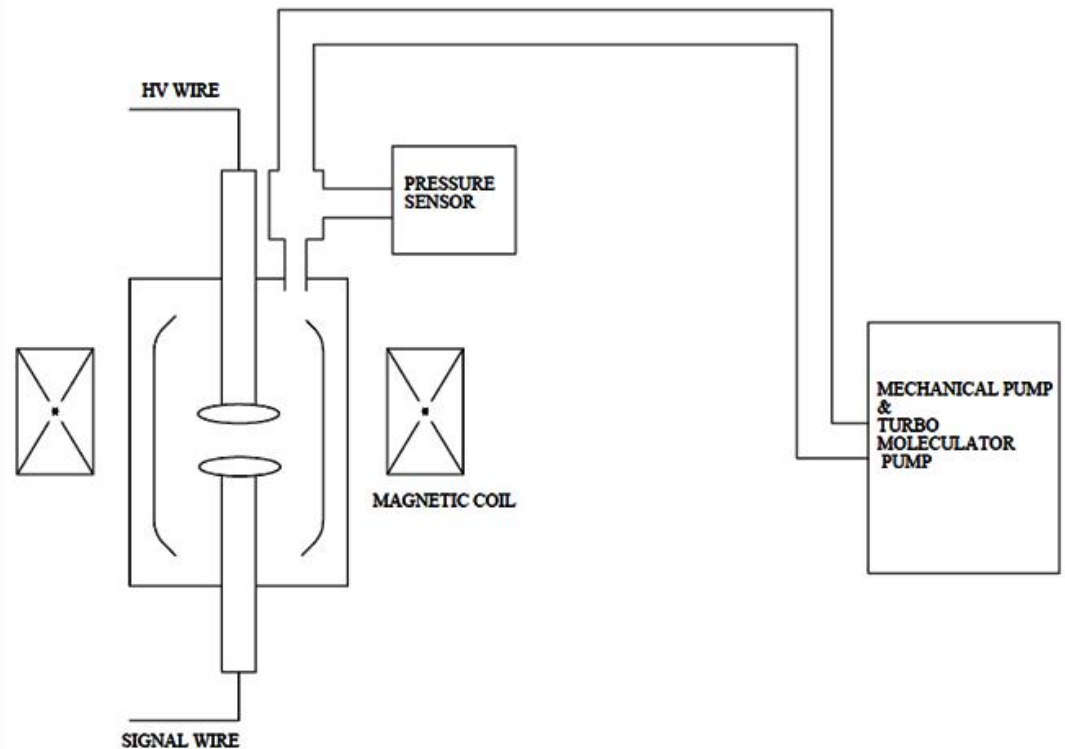 HV WIRE
PRESSURE
SENSOR
MECHANICAL PUMP
&
TURBO
MOLECULATOR
PUMP
MAGNETIC COIL
SIGNAL WIRE